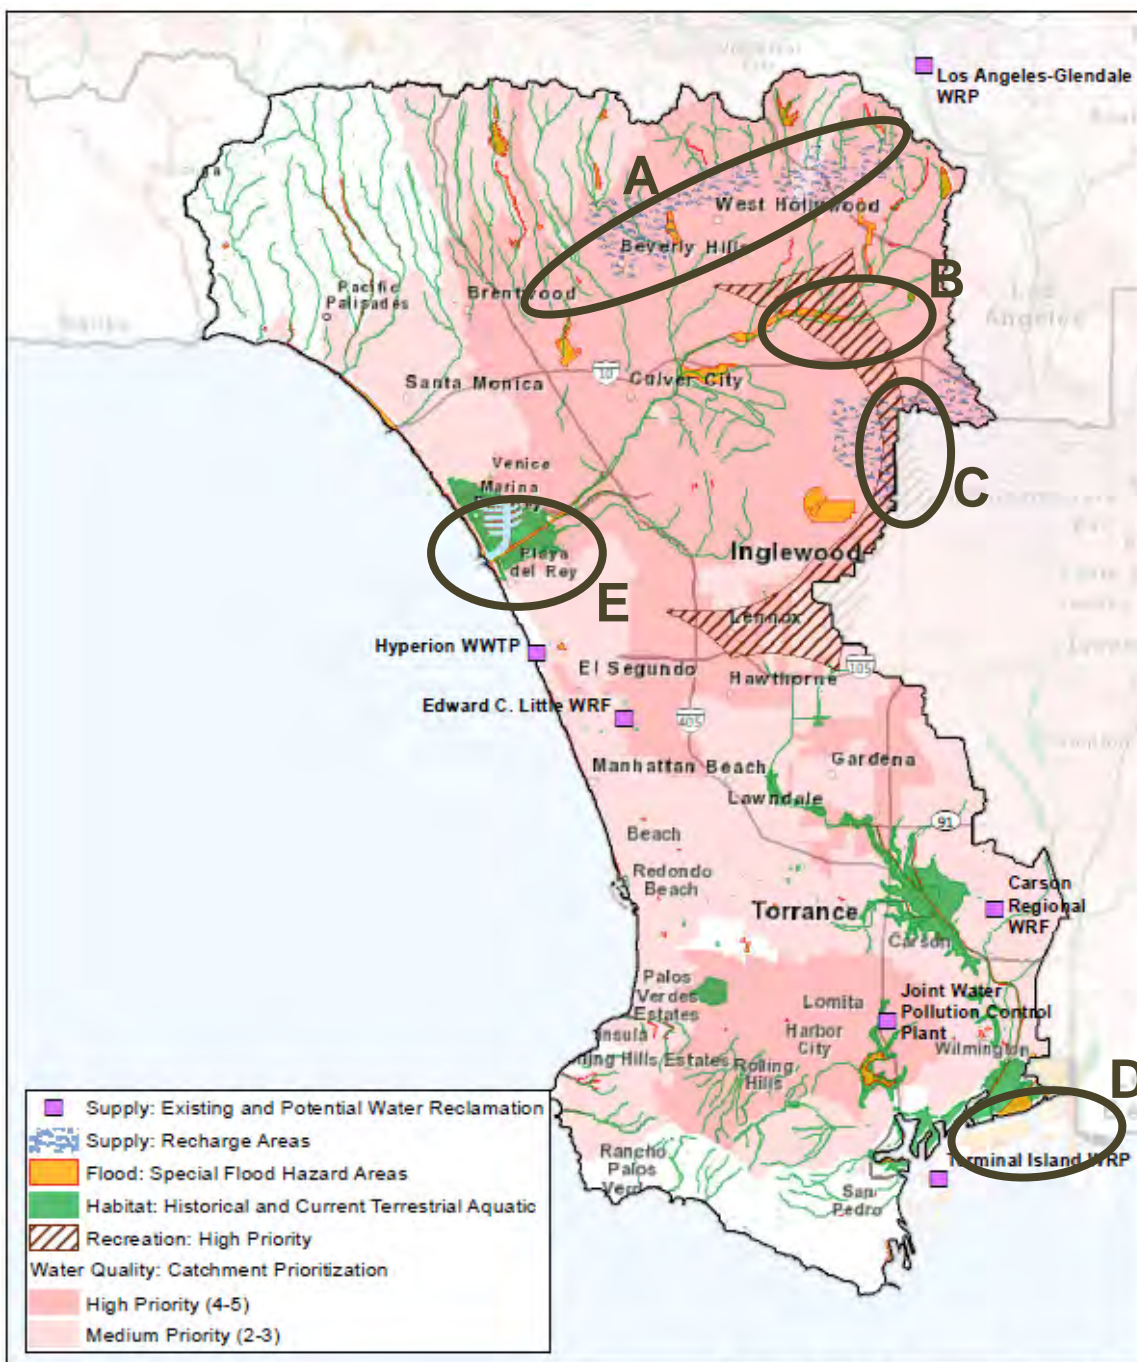 Los Angeles-Glendale
WRP
A
West Hollywood
Beverly Hills
B
Los
Angeles
Pacific
Palisades
Brentwood
10
Santa Monica
Culver City
C
Venice
Marina
Playa
del Rey
E
Inglewood
Lennox
Hyperion WWTP
El Segundo
105
Hawthorne
Edward C. Little WRF
405
Manhattan Beach
Gardena
Lawndale
91
Beach
Redondo
Beach
Torrance
Carson
Regional
WRF
Carson
Palos
Verdes
Estates
Lomita
Joint Water
Pollution Control
Plant
Harbor
City
Wilmington
insula
Hills Estates
Rolling
Hills
D
Terminal Island WRP
Rancho
Palos
Verd
San
Pedro
Supply: Existing and Potential Water Reclamation
Supply: Recharge Areas
Flood: Special Flood Hazard Areas
Habitat: Historical and Current Terrestrial Aquatic
Recreation: High Priority
Water Quality: Catchment Prioritization
High Priority (4-5)
Medium Priority (2-3)